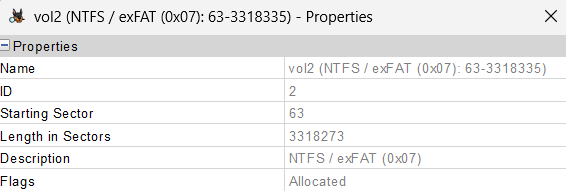 vol2 (NTFS / exFAT (0x07): 63-3318335) - Properties
Properties
Name vol2 (NTFS / exFAT (0x07): 63-3318335)
ID 2
Starting Sector 63
Length in Sectors 3318273
Description NTFS / exFAT (0x07)
Flags Allocated